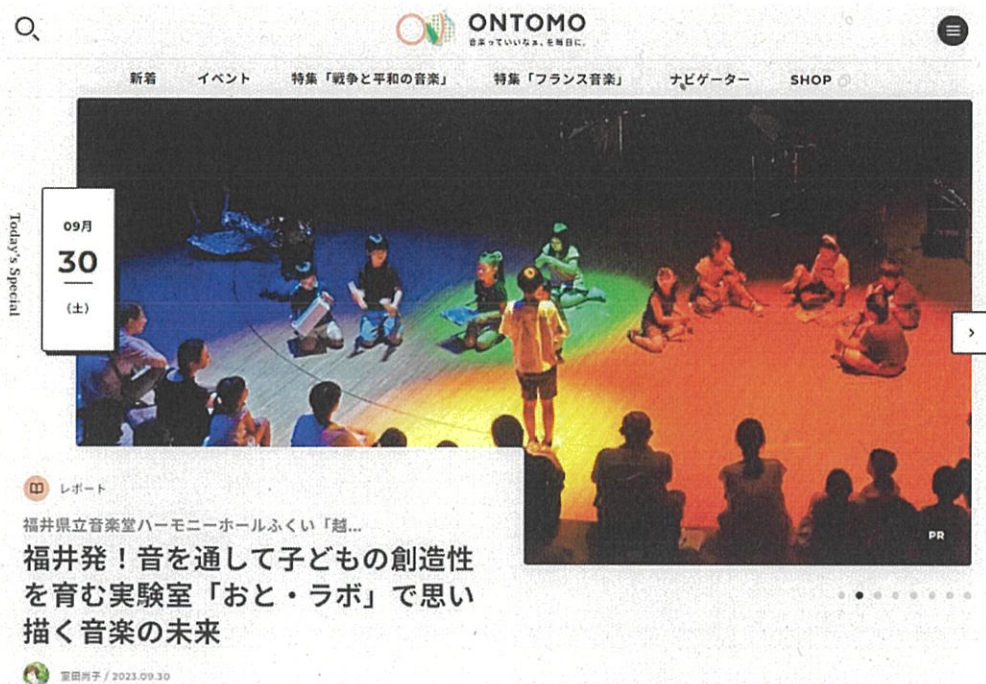 ONTOMO
音楽っていいなぁ、を毎日に。
新着 イベント 特集「戦争と平和の音楽」 特集「フランス音楽」 ナビゲーター SHOP
Today's Special
09月
30
(土)
PR
レポート
福井県立音楽堂ハーモニーホールふくい「越...
福井発！音を通して子どもの創造性
を育む実験室「おと・ラボ」で思い
描く音楽の未来
室田尚子 / 2023.09.30